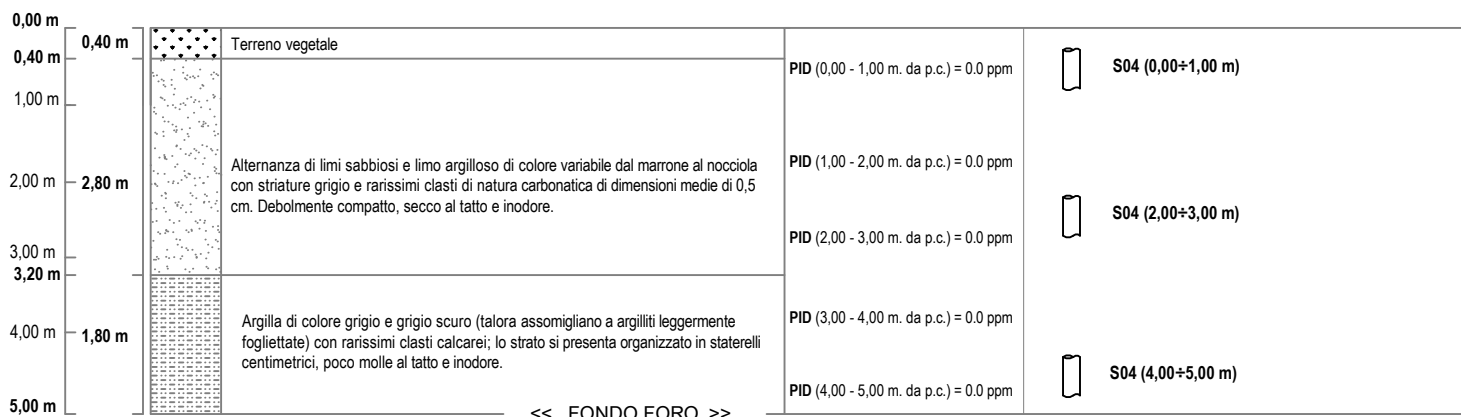 0,00 m
0,40 m
0,40 m
1,00 m
2,00 m
2,80 m
3,00 m
3,20 m
4,00 m
1,80 m
5,00 m
Terreno vegetale
Alternanza di limi sabbiosi e limo argilloso di colore variabile dal marrone al nocciola
con striature grigio e rarissimi clasti di natura carbonatica di dimensioni medie di 0,5
cm. Debolmente compatto, secco al tatto e inodore.
Argilla di colore grigio e grigio scuro (talora assomigliano a argilliti leggermente
fogliettate) con rarissimi clasti calcarei; lo strato si presenta organizzato in staterelli
centimetrici, poco molle al tatto e inodore.
<< FONDO FORO >>
PID (0,00 - 1,00 m. da p.c.) = 0.0 ppm
PID (1,00 - 2,00 m. da p.c.) = 0.0 ppm
PID (2,00 - 3,00 m. da p.c.) = 0.0 ppm
PID (3,00 - 4,00 m. da p.c.) = 0.0 ppm
PID (4,00 - 5,00 m. da p.c.) = 0.0 ppm
S04 (0,00÷1,00 m)
S04 (2,00÷3,00 m)
S04 (4,00÷5,00 m)